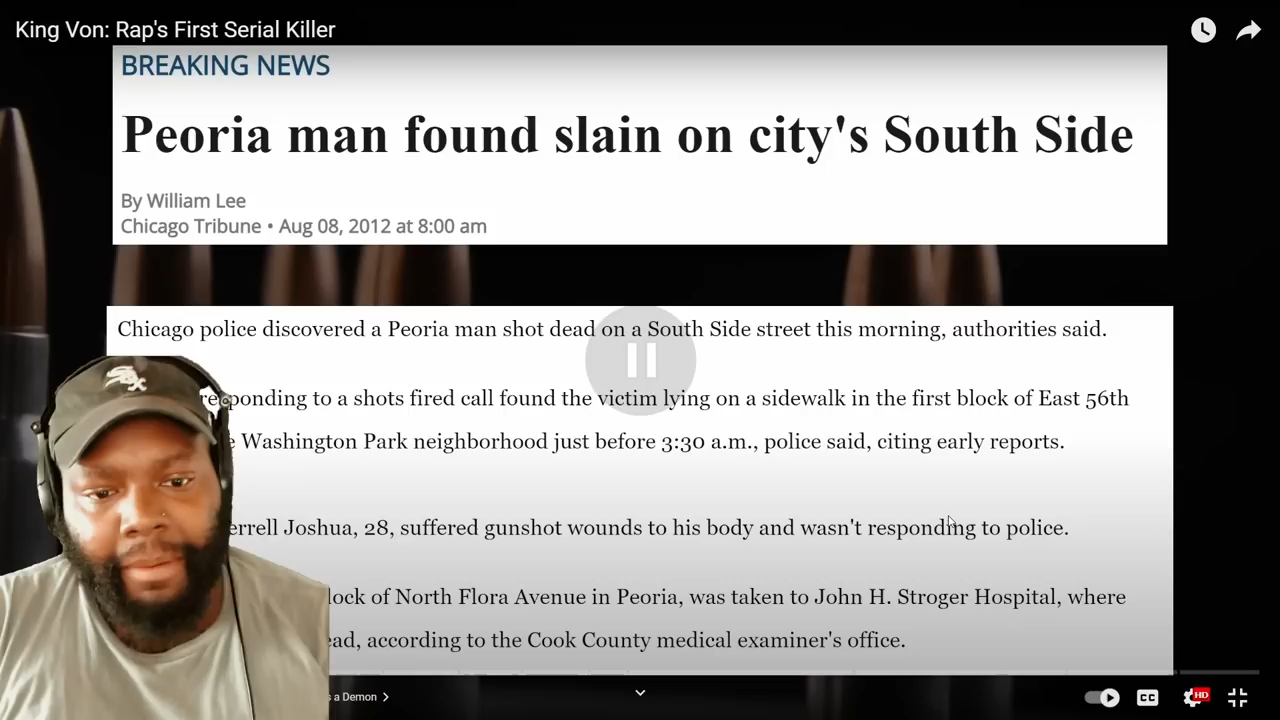 King Von: Rap's First Serial Killer
BREAKING NEWS
Peoria man found slain on city's South Side
By William Lee
Chicago Tribune • Aug 08, 2012 at 8:00 am
Chicago police discovered a Peoria man shot dead on a South Side street this morning, authorities said.
responding to a shots fired call found the victim lying on a sidewalk in the first block of East 56th
Washington Park neighborhood just before 3:30 a.m., police said, citing early reports.
Joshua, 28, suffered gunshot wounds to his body and wasn't responding to police.
of North Flora Avenue in Peoria, was taken to John H. Stroger Hospital, where
according to the Cook County medical examiner's office.
Sox
a Demon >
CC
HD